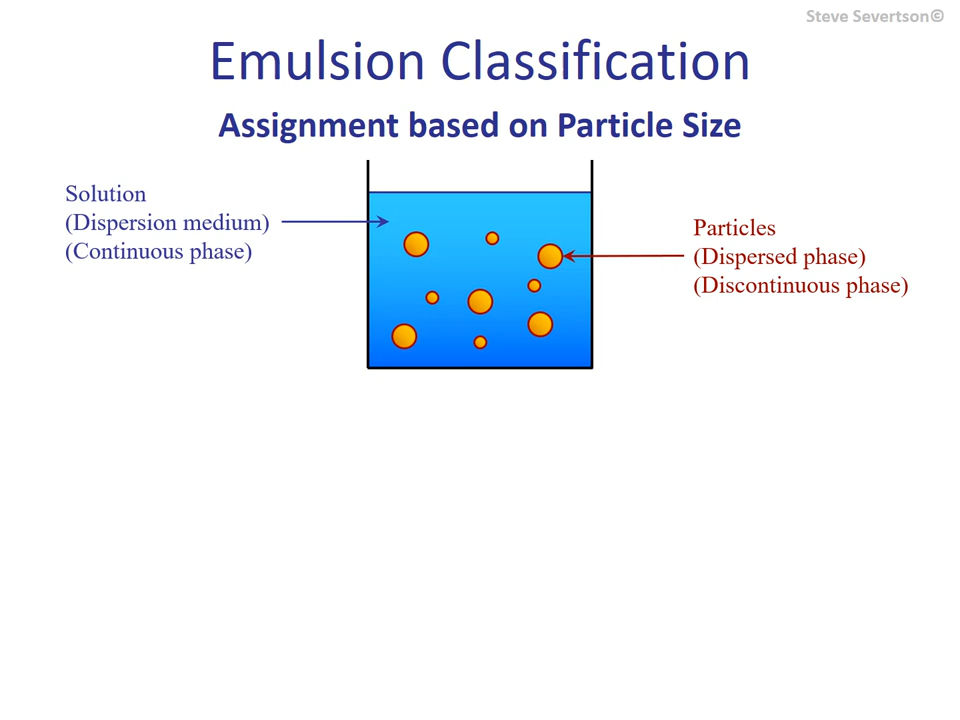 Steve Severtson©
Emulsion Classification
Assignment based on Particle Size
Solution
(Dispersion medium)
(Continuous phase)
Particles
(Dispersed phase)
(Discontinuous phase)